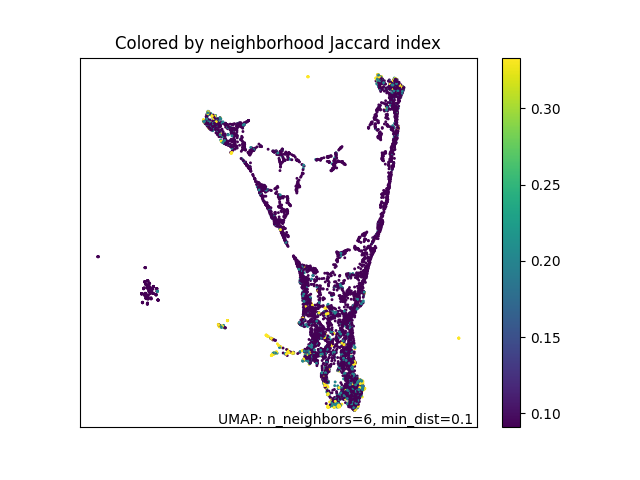 Colored by neighborhood Jaccard index
0.30
0.25
0.20
0.15
0.10
UMAP: n_neighbors=6, min_dist=0.1